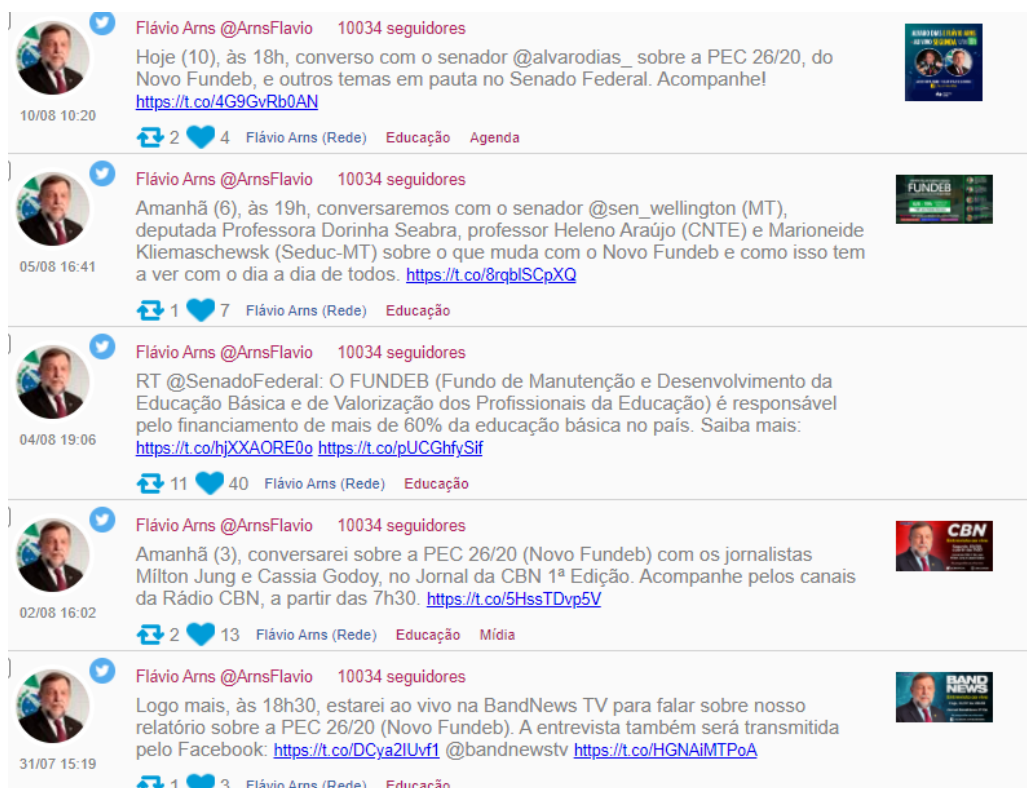 Flávio Arns @ArnsFlavio 10034 seguidores
Hoje (10), às 18h, converso com o senador @alvarodias_ sobre a PEC 26/20, do
Novo Fundeb, e outros temas em pauta no Senado Federal. Acompanhe!
https://t.co/4G9GvRb0AN
10/08 10:20
2 4 Flávio Arns (Rede) Educação Agenda
Flávio Arns @ArnsFlavio 10034 seguidores
Amanhã (6), às 19h, conversaremos com o senador @sen_wellington (MT),
deputada Professora Dorinha Seabra, professor Heleno Araújo (CNTE) e Marioneide
Kliemaschewsk (Seduc-MT) sobre o que muda com o Novo Fundeb e como isso tem
a ver com o dia a dia de todos. https://t.co/8rqblSCpXQ
05/08 16:41
1 7 Flávio Arns (Rede) Educação
FUNDEB
Flávio Arns @ArnsFlavio 10034 seguidores
RT @SenadoFederal: O FUNDEB (Fundo de Manutenção e Desenvolvimento da
Educação Básica e de Valorização dos Profissionais da Educação) é responsável
pelo financiamento de mais de 60% da educação básica no país. Saiba mais:
https://t.co/hjXXAORE0o https://t.co/pUCGhfySif
04/08 19:06
11 40 Flávio Arns (Rede) Educação
Flávio Arns @ArnsFlavio 10034 seguidores
Amanhã (3), conversarei sobre a PEC 26/20 (Novo Fundeb) com os jornalistas
Mílton Jung e Cassia Godoy, no Jornal da CBN 1ª Edição. Acompanhe pelos canais
da Rádio CBN, a partir das 7h30. https://t.co/5HssTDvp5V
02/08 16:02
2 13 Flávio Arns (Rede) Educação Mídia
CBN
Flávio Arns @ArnsFlavio 10034 seguidores
Logo mais, às 18h30, estarei ao vivo na BandNews TV para falar sobre nosso
relatório sobre a PEC 26/20 (Novo Fundeb). A entrevista também será transmitida
pelo Facebook: https://t.co/DCya2IUvf1 @bandnewstv https://t.co/HGNAiMTPoA
31/07 15:19
1 3 Flávio Arns (Rede) Educação
BAND
NEWS